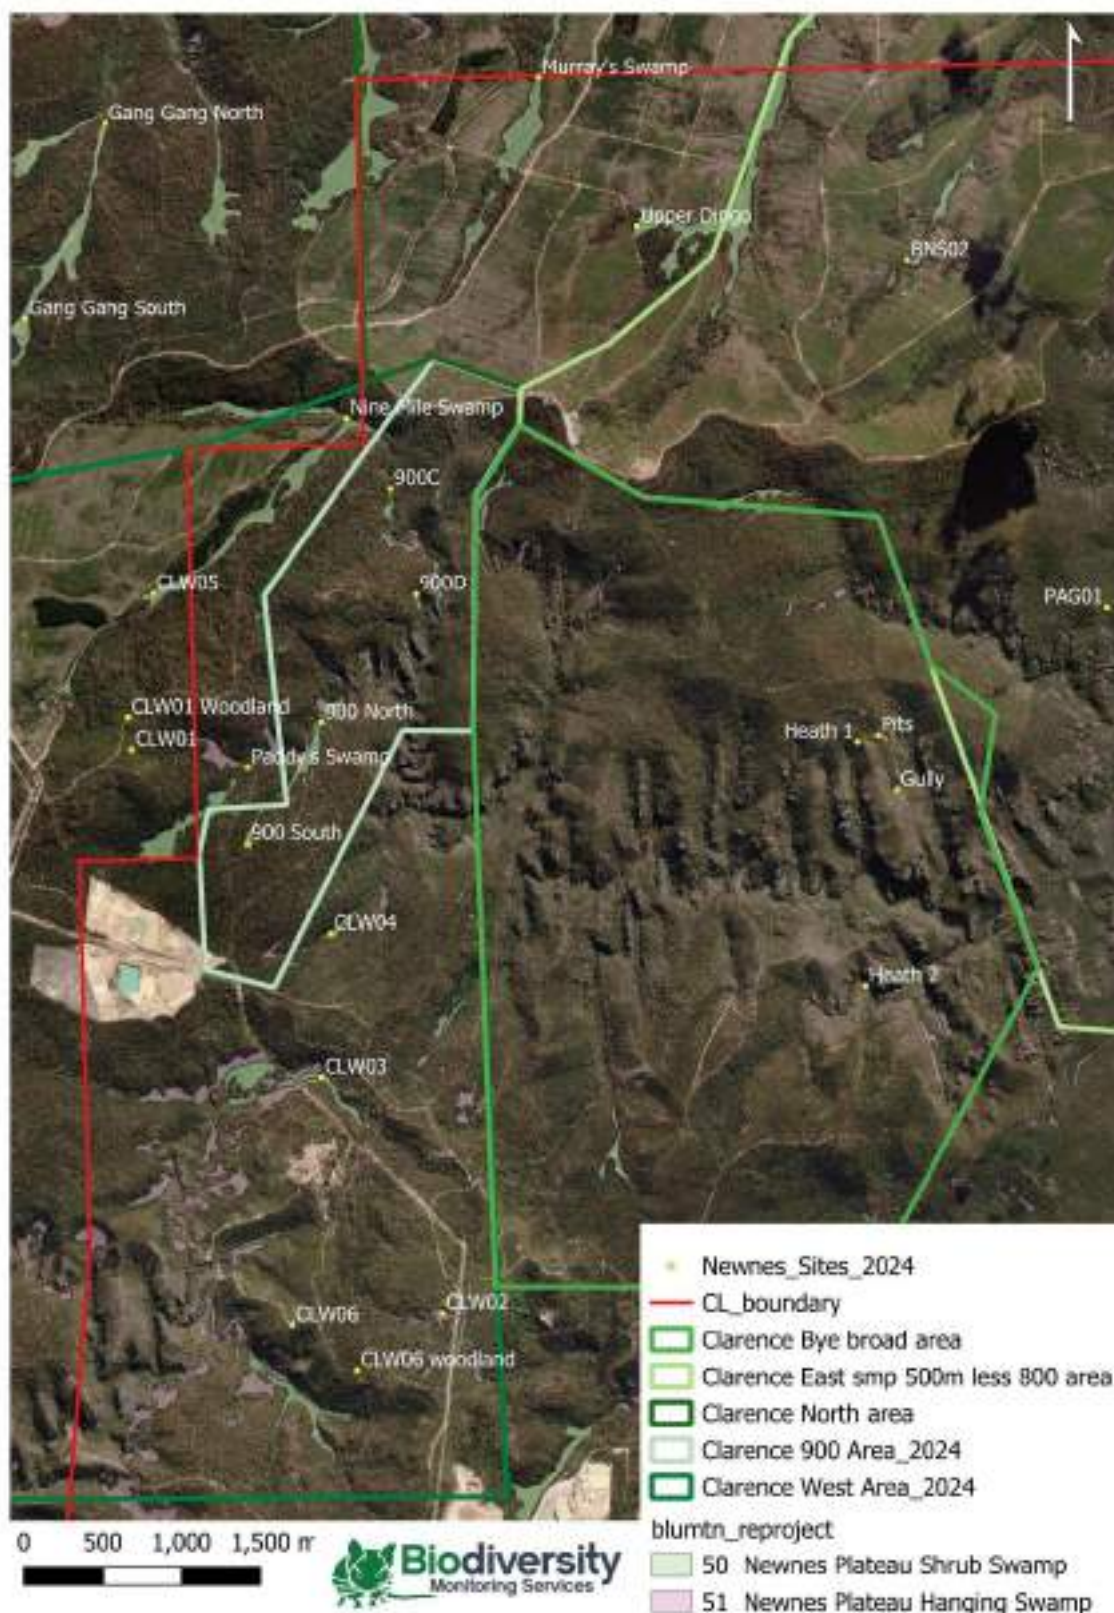 Murray's Swamp
Gang Gang North
Upper Dingo
BNS02
Gang Gang South
Nine Mile Swamp
900C
CLW05
900D
PAG01
CLW01 Woodland
900 North
CLW01
Heath 1
Pits
Paddy's Swamp
Gully
900 South
CLW04
Heath 2
CLW03
CLW02
CLW06
CLW06 woodland
Newnes_Sites_2024
CL_boundary
Clarence Bye broad area
Clarence East smp 500m less 800 area
Clarence North area
Clarence 900 Area_2024
Clarence West Area_2024
blumtn_reproject
50 Newnes Plateau Shrub Swamp
51 Newnes Plateau Hanging Swamp
0 500 1,000 1,500 m
Biodiversity
Monitoring Services